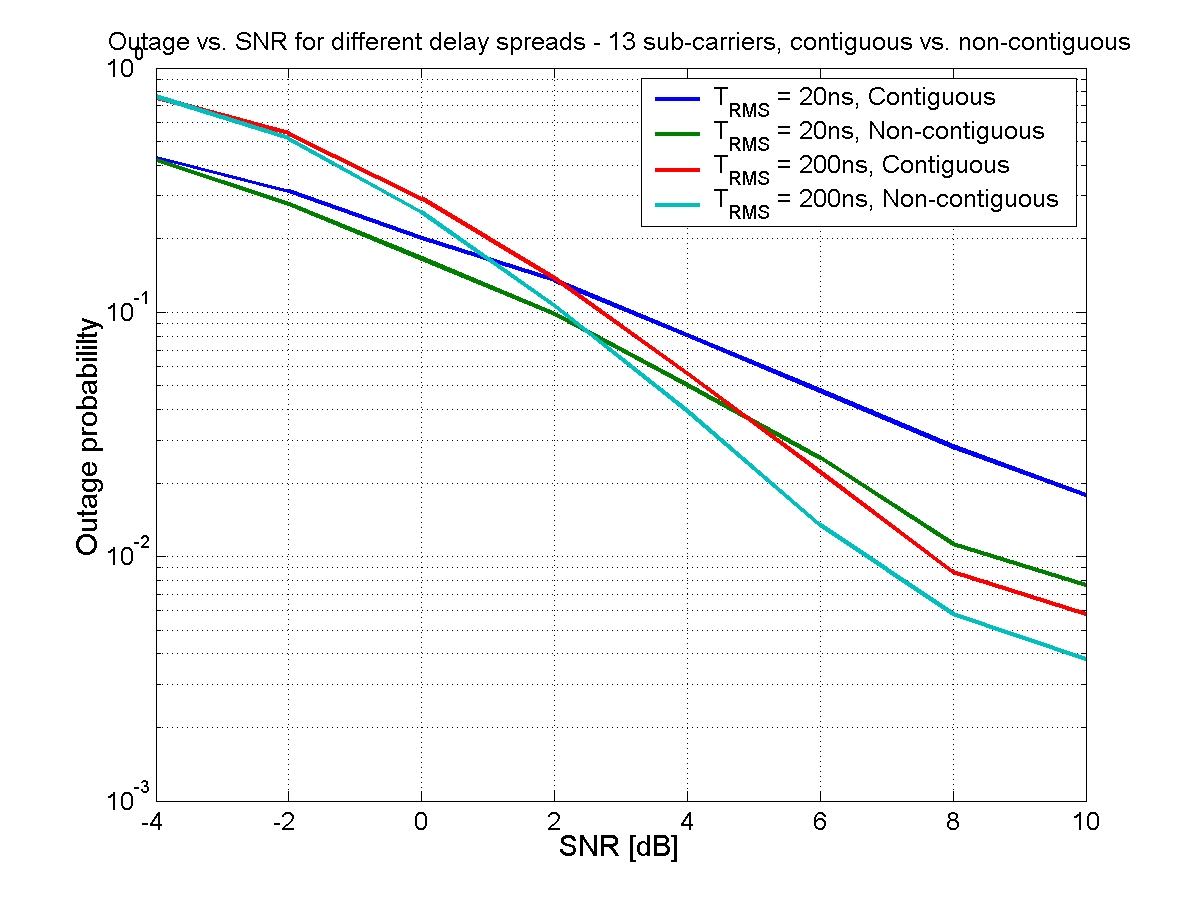 Outage vs. SNR for different delay spreads - 13 sub-carriers, contiguous vs. non-contiguous
10^0
T_RMS = 20ns, Contiguous
T_RMS = 20ns, Non-contiguous
T_RMS = 200ns, Contiguous
T_RMS = 200ns, Non-contiguous
10^-1
Outage probabililty
10^-2
10^-3
-4 -2 0 2 4 6 8 10
SNR [dB]